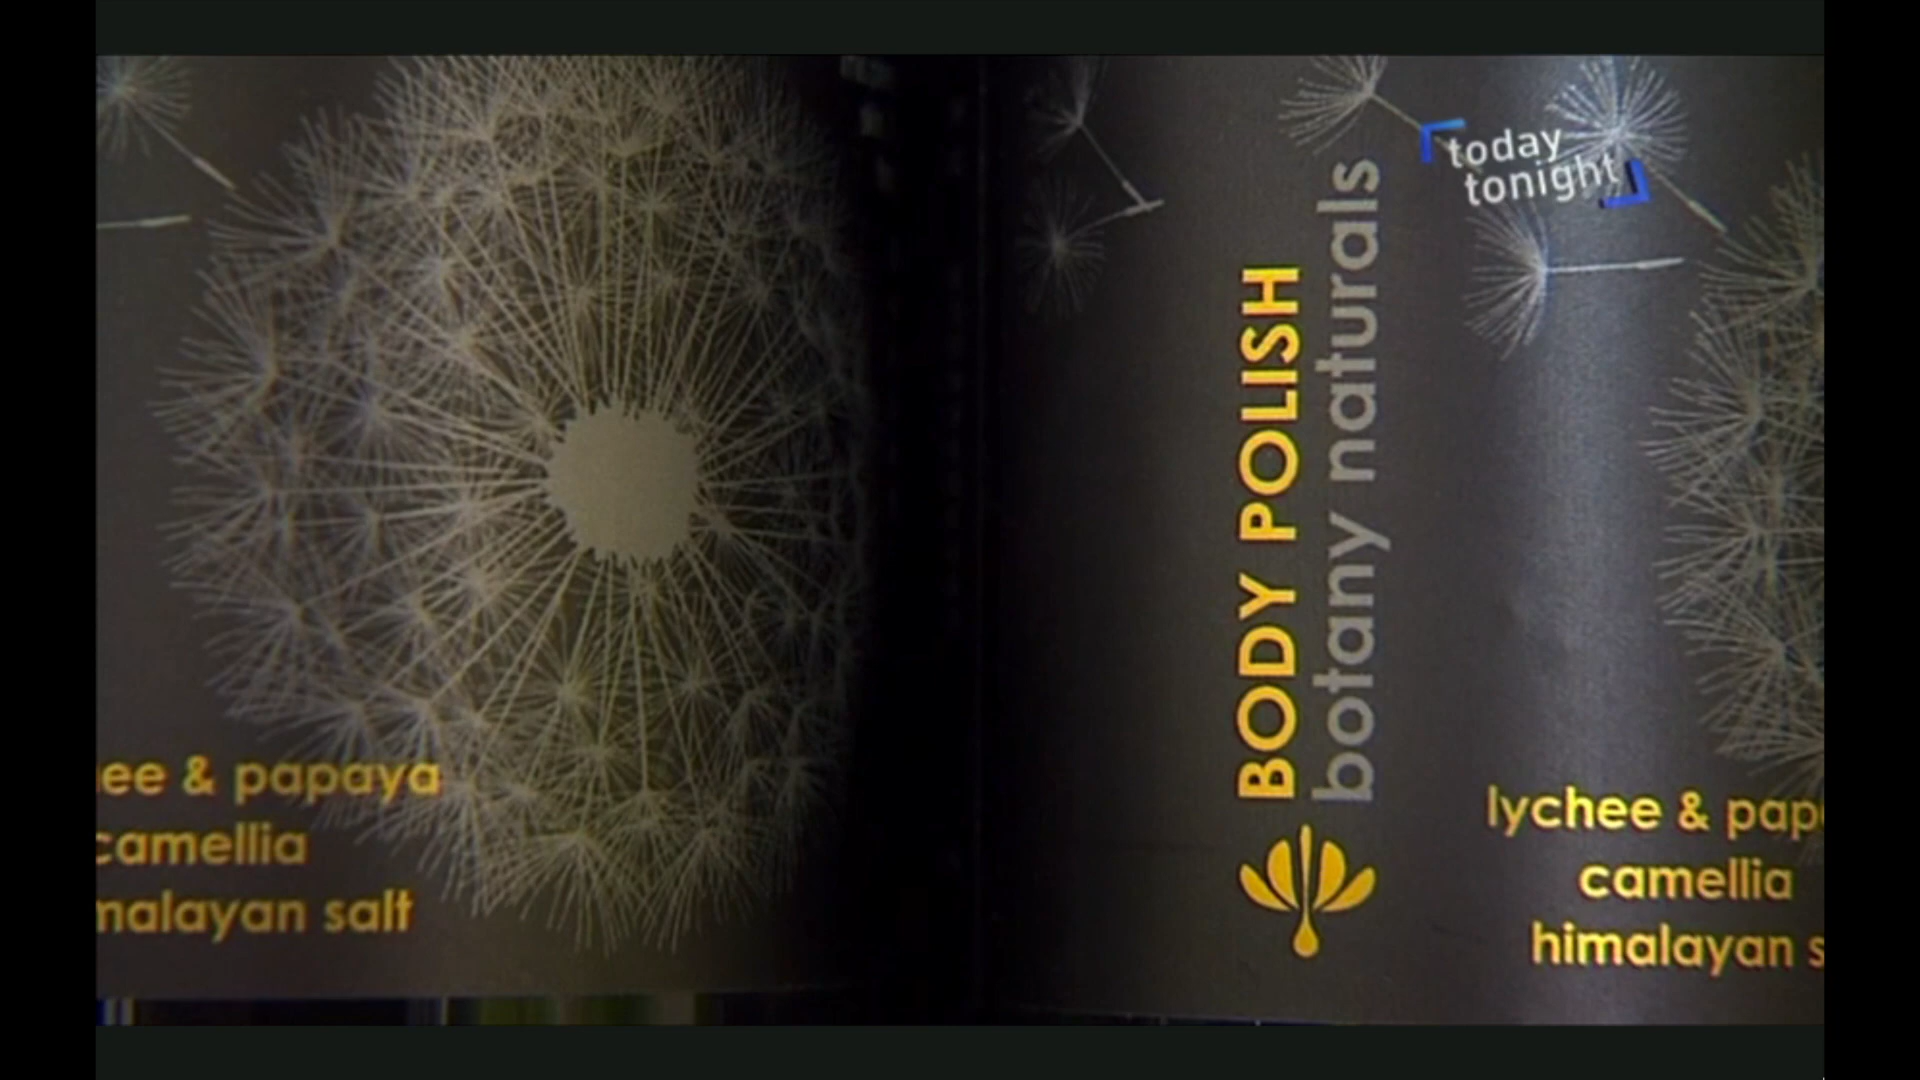 today
tonight
BODY POLISH
botany naturals
ee & papaya
camellia
malayan salt
lychee & pap
camellia
himalayan s